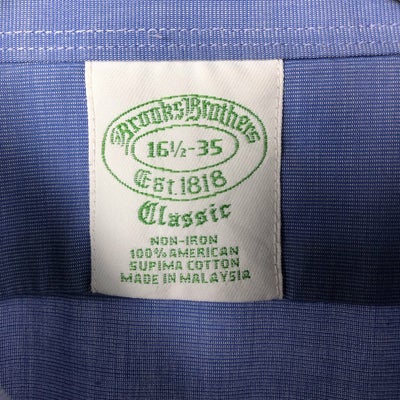 Brooks Brothers
16½-35
Est. 1818
Classic
NON-IRON
100% AMERICAN
SUPIMA COTTON
MADE IN MALAYSIA